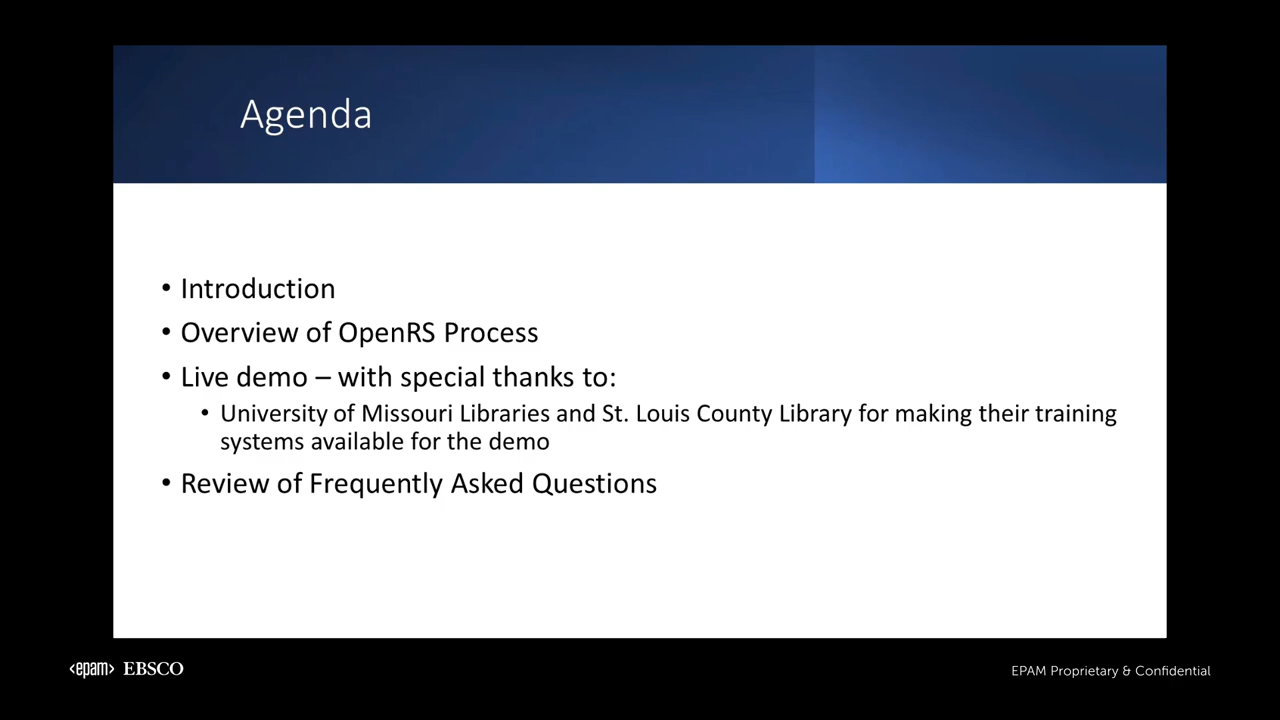 Agenda
• Introduction
• Overview of OpenRS Process
• Live demo – with special thanks to:
• University of Missouri Libraries and St. Louis County Library for making their training
systems available for the demo
• Review of Frequently Asked Questions
<epam> EBSCO
EPAM Proprietary & Confidential